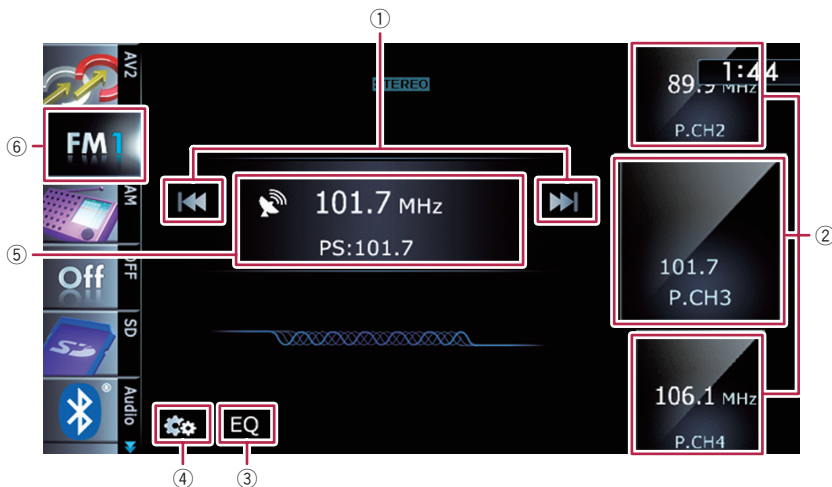 ①
AV2
STEREO
1:44
89.9 MHz
P.CH2
⑥
FM1
AM
101.7 MHz
PS:101.7
②
⑤
101.7
P.CH3
Off
OFF
SD
SD
106.1 MHz
P.CH4
Audio
EQ
④
③